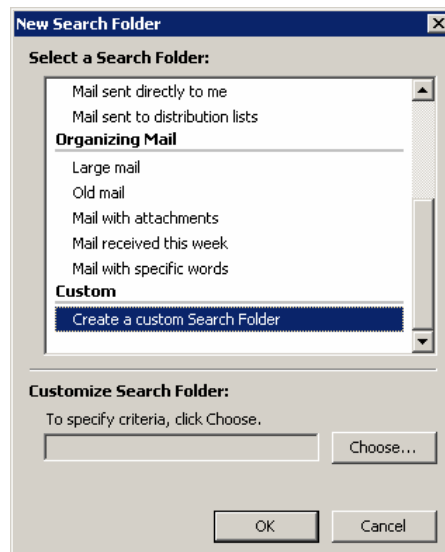 New Search Folder
Select a Search Folder:
Mail sent directly to me
Mail sent to distribution lists
Organizing Mail
Large mail
Old mail
Mail with attachments
Mail received this week
Mail with specific words
Custom
Create a custom Search Folder
Customize Search Folder:
To specify criteria, click Choose.
Choose...
OK Cancel